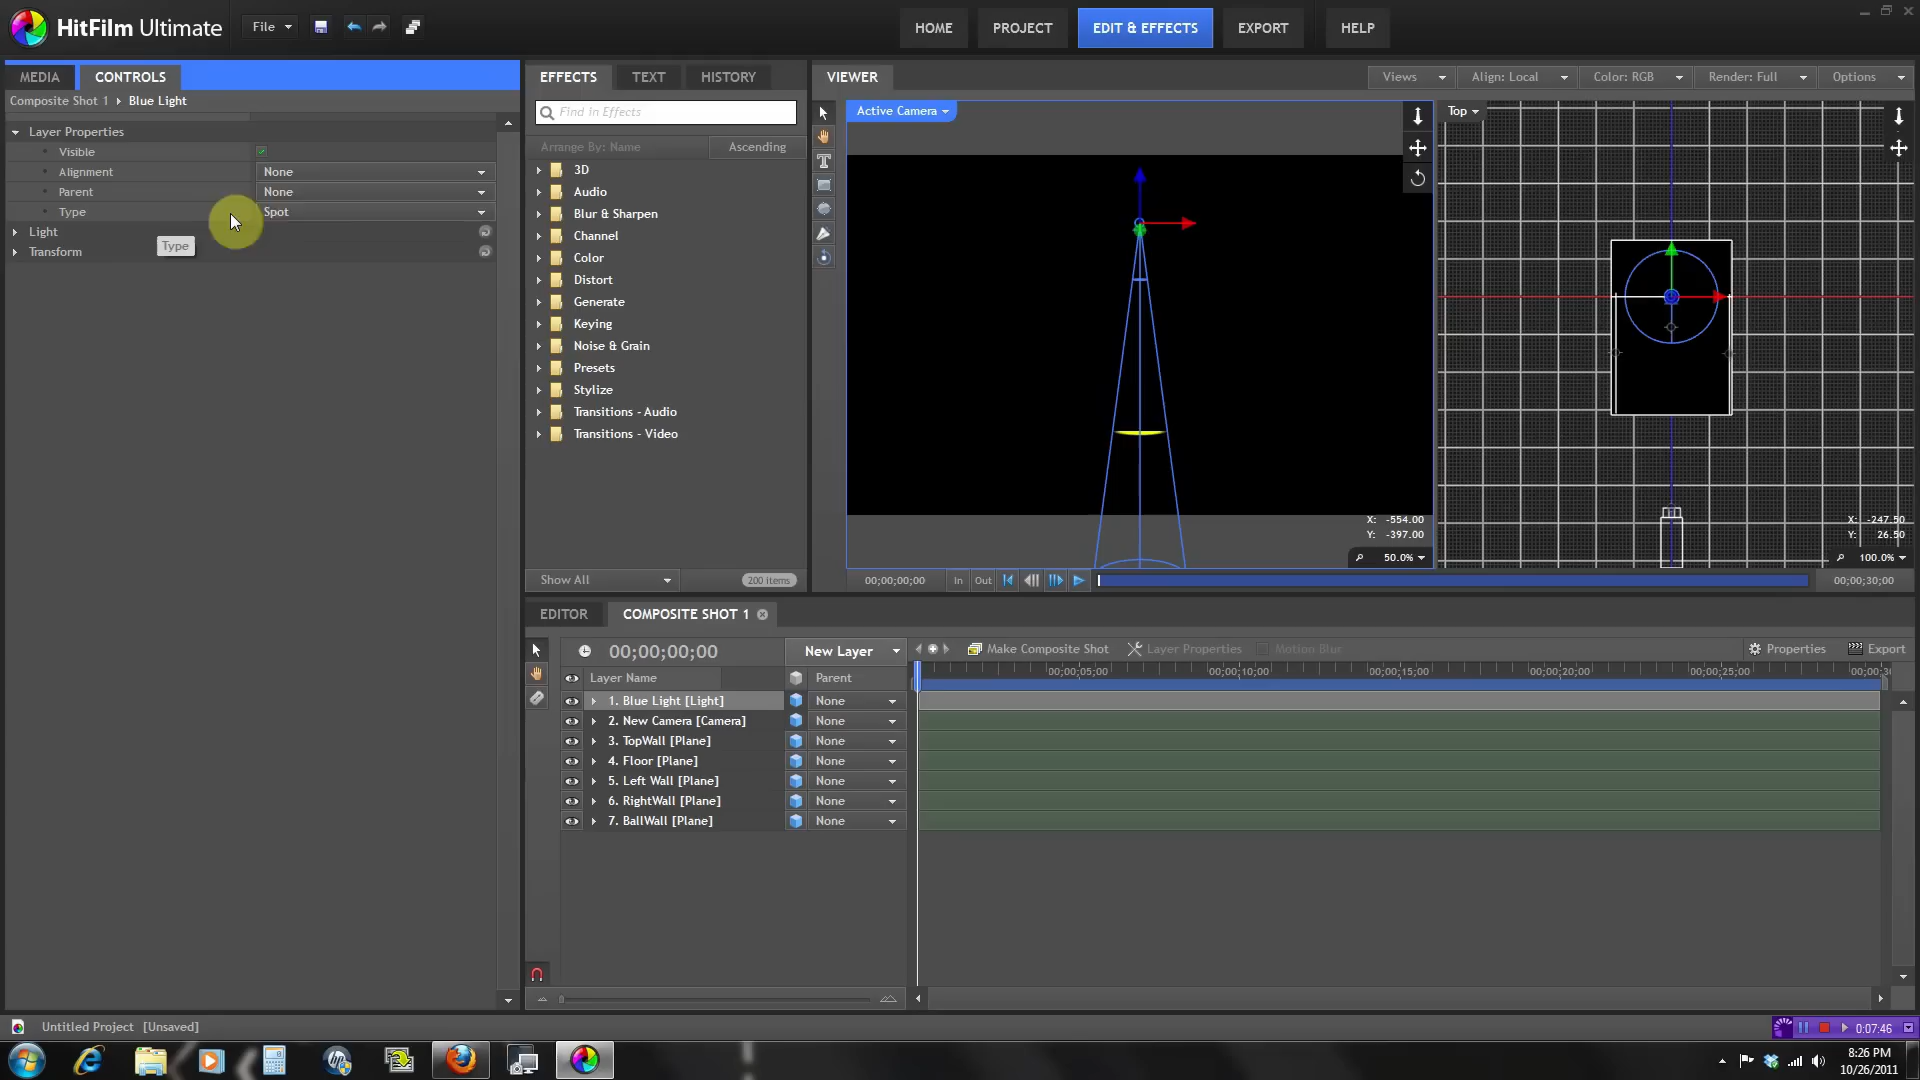 HitFilm Ultimate
File
HOME
PROJECT
EDIT & EFFECTS
EXPORT
HELP
MEDIA
CONTROLS
Composite Shot 1
Blue Light
Layer Properties
Visible
Alignment
None
Parent
None
Type
Spot
Light
Type
Transform
EFFECTS
TEXT
HISTORY
Find in Effects
Arrange By: Name
Ascending
3D
Audio
Blur & Sharpen
Channel
Color
Distort
Generate
Keying
Noise & Grain
Presets
Stylize
Transitions - Audio
Transitions - Video
Show All
200 items
VIEWER
Views
Align: Local
Color: RGB
Render: Full
Options
Active Camera
X: -554.00
Y: -397.00
50.0%
Top
X: -247.50
Y: 26.50
100.0%
00;00;00;00
In
Out
00;00;30;00
EDITOR
COMPOSITE SHOT 1
00;00;00;00
New Layer
Make Composite Shot
Layer Properties
Motion Blur
Properties
Export
Layer Name
Parent
00;00;05;00
00;00;10;00
00;00;15;00
00;00;20;00
00;00;25;00
1. Blue Light [Light]
None
2. New Camera [Camera]
None
3. TopWall [Plane]
None
4. Floor [Plane]
None
5. Left Wall [Plane]
None
6. RightWall [Plane]
None
7. BallWall [Plane]
None
Untitled Project [Unsaved]
0:07:46
8:26 PM
10/26/2011